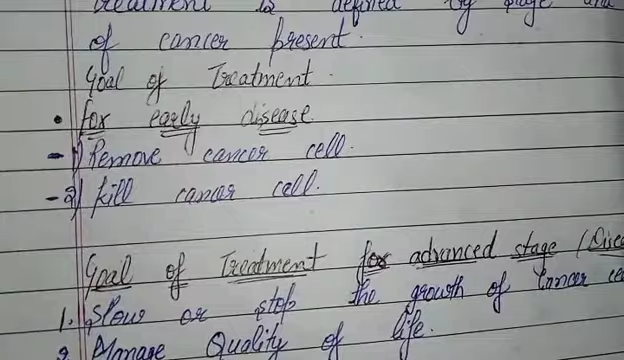 treatment is defined by stage and
of cancer present.
Goal of Treatment.
• for early disease
- 1) Remove cancer cell.
- 2) kill cancer cell.
Goal of Treatment for advanced stage (
1. Slow or stop the growth of Cancer
2. Manage Quality of life.